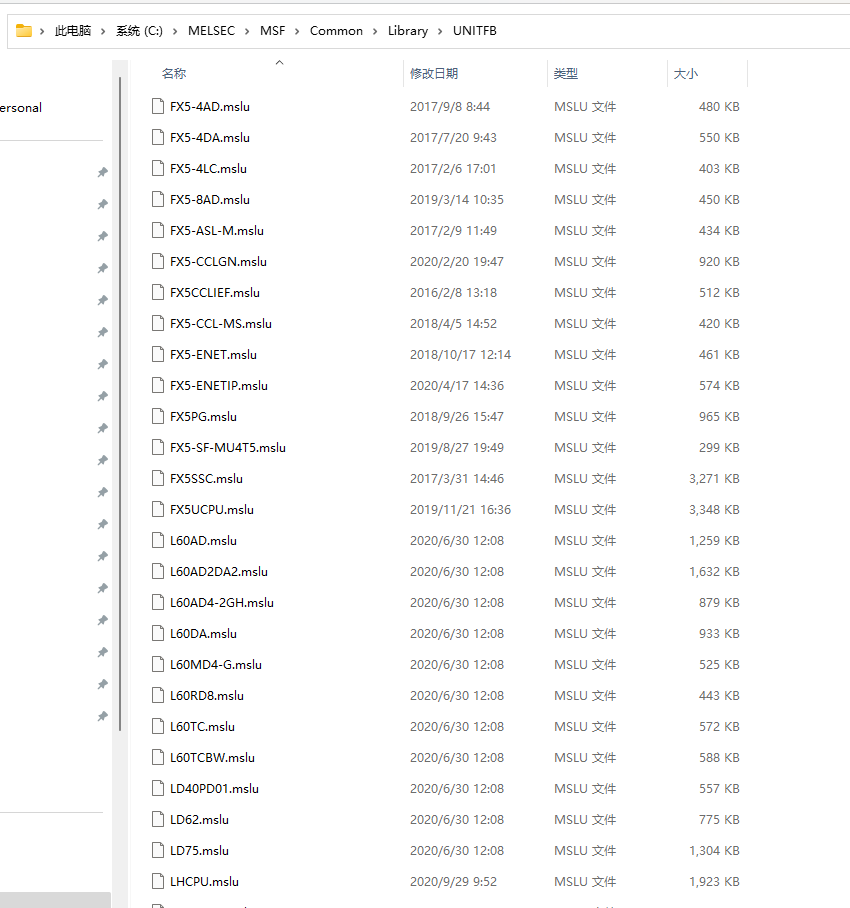 此电脑 > 系统 (C:) > MELSEC > MSF > Common > Library > UNITFB
名称 修改日期 类型 大小
ersonal
FX5-4AD.mslu 2017/9/8 8:44 MSLU 文件 480 KB
FX5-4DA.mslu 2017/7/20 9:43 MSLU 文件 550 KB
FX5-4LC.mslu 2017/2/6 17:01 MSLU 文件 403 KB
FX5-8AD.mslu 2019/3/14 10:35 MSLU 文件 450 KB
FX5-ASL-M.mslu 2017/2/9 11:49 MSLU 文件 434 KB
FX5-CCLGN.mslu 2020/2/20 19:47 MSLU 文件 920 KB
FX5CCLIEF.mslu 2016/2/8 13:18 MSLU 文件 512 KB
FX5-CCL-MS.mslu 2018/4/5 14:52 MSLU 文件 420 KB
FX5-ENET.mslu 2018/10/17 12:14 MSLU 文件 461 KB
FX5-ENETIP.mslu 2020/4/17 14:36 MSLU 文件 574 KB
FX5PG.mslu 2018/9/26 15:47 MSLU 文件 965 KB
FX5-SF-MU4T5.mslu 2019/8/27 19:49 MSLU 文件 299 KB
FX5SSC.mslu 2017/3/31 14:46 MSLU 文件 3,271 KB
FX5UCPU.mslu 2019/11/21 16:36 MSLU 文件 3,348 KB
L60AD.mslu 2020/6/30 12:08 MSLU 文件 1,259 KB
L60AD2DA2.mslu 2020/6/30 12:08 MSLU 文件 1,632 KB
L60AD4-2GH.mslu 2020/6/30 12:08 MSLU 文件 879 KB
L60DA.mslu 2020/6/30 12:08 MSLU 文件 933 KB
L60MD4-G.mslu 2020/6/30 12:08 MSLU 文件 525 KB
L60RD8.mslu 2020/6/30 12:08 MSLU 文件 443 KB
L60TC.mslu 2020/6/30 12:08 MSLU 文件 572 KB
L60TCBW.mslu 2020/6/30 12:08 MSLU 文件 588 KB
LD40PD01.mslu 2020/6/30 12:08 MSLU 文件 557 KB
LD62.mslu 2020/6/30 12:08 MSLU 文件 775 KB
LD75.mslu 2020/6/30 12:08 MSLU 文件 1,304 KB
LHCPU.mslu 2020/9/29 9:52 MSLU 文件 1,923 KB